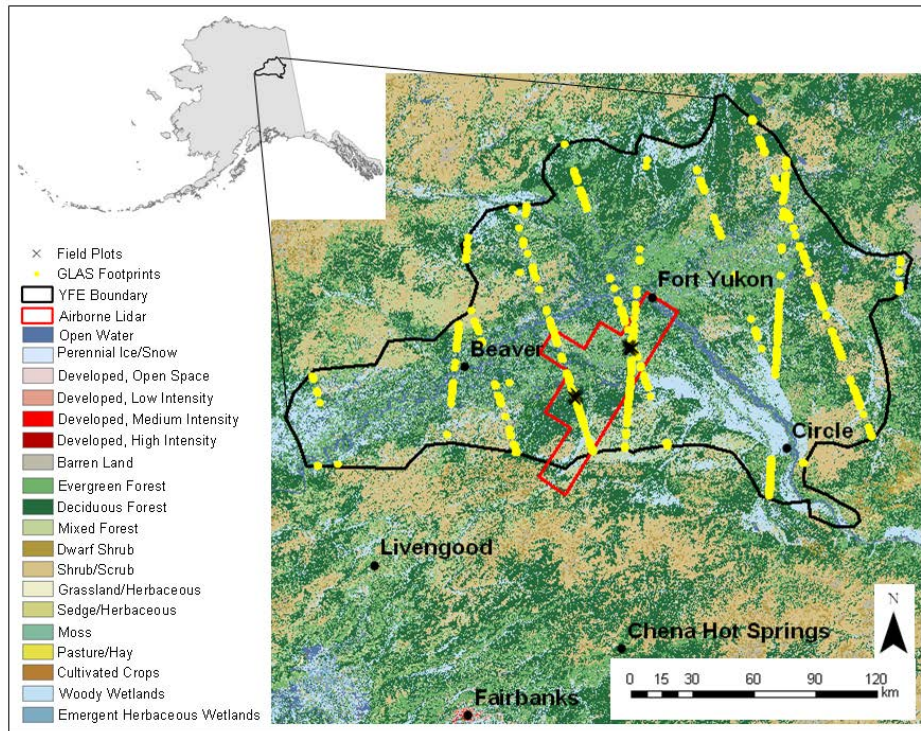 Field Plots
GLAS Footprints
YFE Boundary
Airborne Lidar
Open Water
Perennial Ice/Snow
Developed, Open Space
Developed, Low Intensity
Developed, Medium Intensity
Developed, High Intensity
Barren Land
Evergreen Forest
Deciduous Forest
Mixed Forest
Dwarf Shrub
Shrub/Scrub
Grassland/Herbaceous
Sedge/Herbaceous
Moss
Pasture/Hay
Cultivated Crops
Woody Wetlands
Emergent Herbaceous Wetlands
Fort Yukon
Beaver
Circle
Livengood
Chena Hot Springs
Fairbanks
N
0 15 30 60 90 120
km